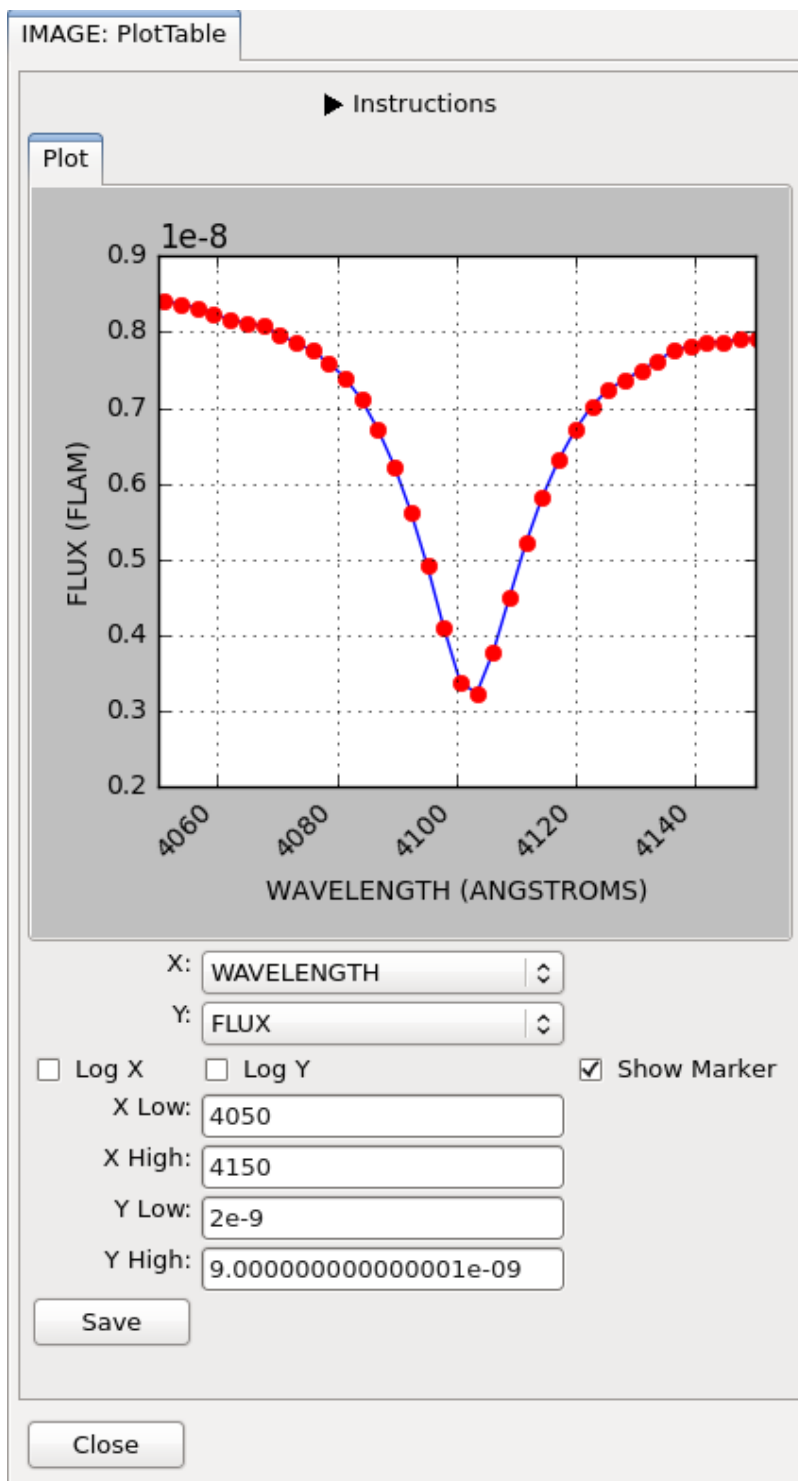 IMAGE: PlotTable
▶ Instructions
Plot
1e-8
0.9
0.8
0.7
0.6
0.5
0.4
0.3
0.2
FLUX (FLAM)
4060 4080 4100 4120 4140
WAVELENGTH (ANGSTROMS)
X: WAVELENGTH
Y: FLUX
Log X Log Y Show Marker
X Low: 4050
X High: 4150
Y Low: 2e-9
Y High: 9.000000000000001e-09
Save
Close